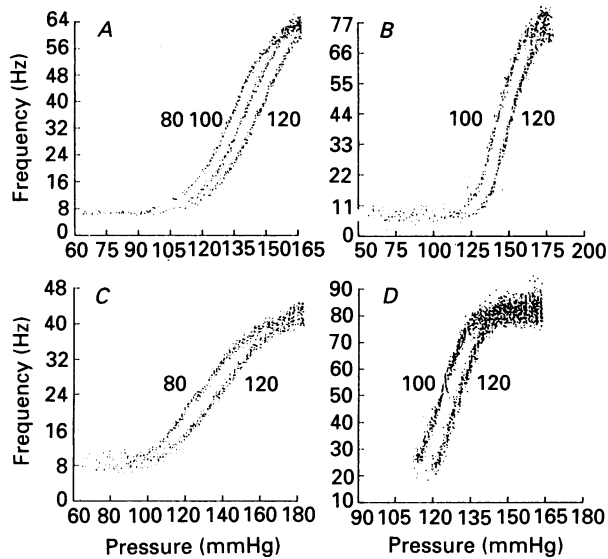 A
Frequency (Hz)
64
56
48
40
32
24
16
8
0
80 100 120
60 75 90 105 120 135 150 165
B
77
66
55
44
33
22
11
0
100 120
50 75 100 125 150 175 200
C
Frequency (Hz)
48
40
32
24
16
8
0
80 120
60 80 100 120 140 160 180
Pressure (mmHg)
D
90
80
70
60
50
40
30
20
10
100 120
90 105 120 135 150 165 180
Pressure (mmHg)